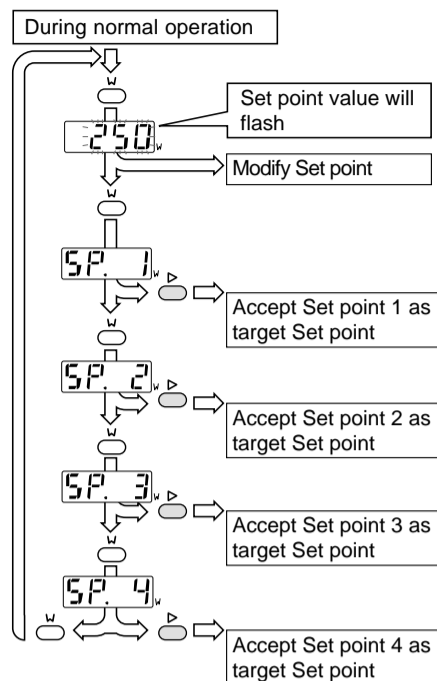 During normal operation
W
Set point value will
flash
250 W
Modify Set point
W
SP. 1 W
▷
Accept Set point 1 as
target Set point
W
SP. 2 W
▷
Accept Set point 2 as
target Set point
W
SP. 3 W
▷
Accept Set point 3 as
target Set point
W
SP. 4 W
W
▷
Accept Set point 4 as
target Set point